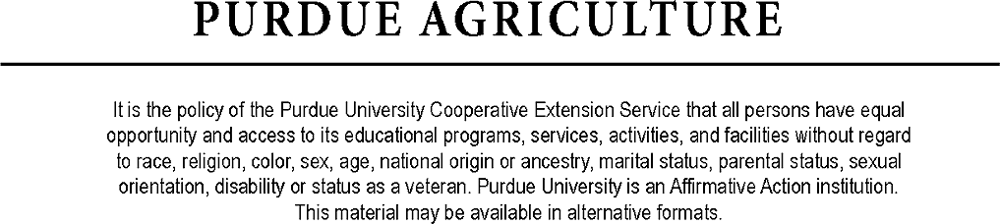 PURDUE AGRICULTURE
It is the policy of the Purdue University Cooperative Extension Service that all persons have equal
opportunity and access to its educational programs, services, activities, and facilities without regard
to race, religion, color, sex, age, national origin or ancestry, marital status, parental status, sexual
orientation, disability or status as a veteran. Purdue University is an Affirmative Action institution.
This material may be available in alternative formats.